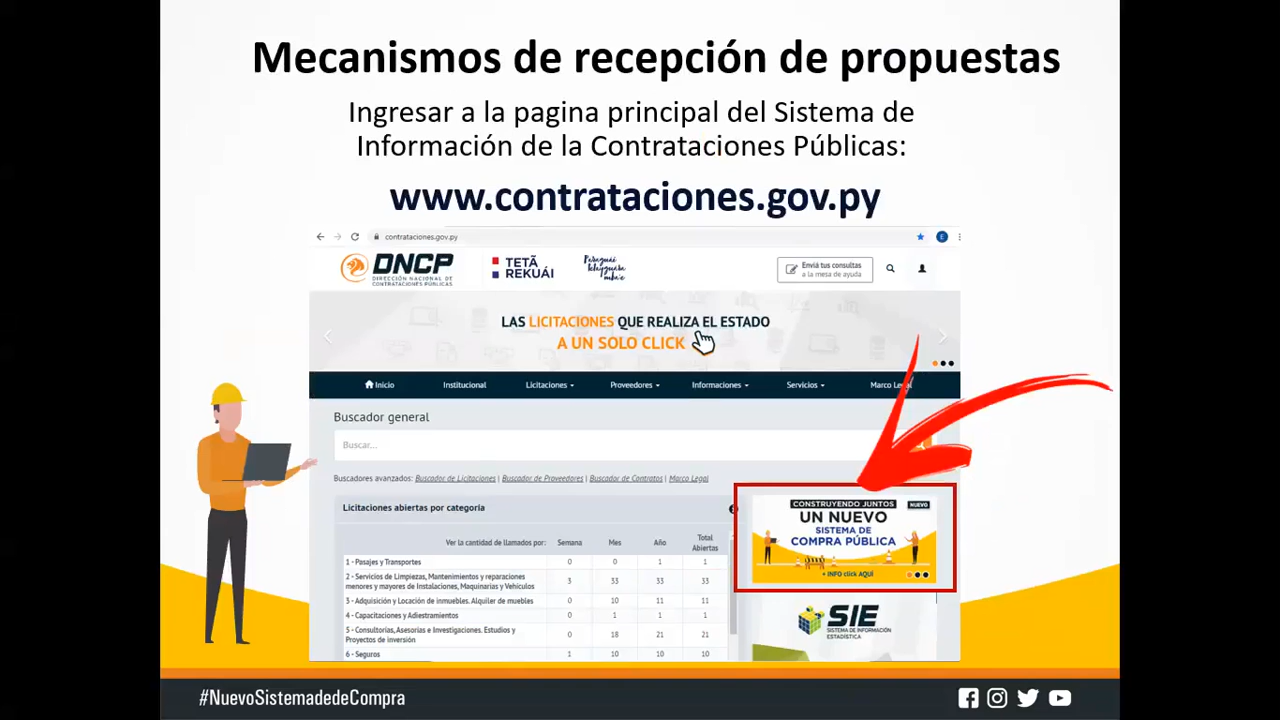 Mecanismos de recepción de propuestas
Ingresar a la pagina principal del Sistema de
Información de la Contrataciones Públicas:
www.contrataciones.gov.py
contrataciones.gov.py
E
DNCP
DIRECCIÓN NACIONAL DE
CONTRATACIONES PÚBLICAS
TETÃ
REKUÁI
Paraguái
Enviá tus consultas
a la mesa de ayuda
LAS LICITACIONES QUE REALIZA EL ESTADO
A UN SOLO CLICK
Inicio Institucional Licitaciones Proveedores Informaciones Servicios Marco Legal
Buscador general
Buscar...
Buscadores avanzados: Buscador de Licitaciones | Buscador de Proveedores | Buscador de Contratos | Marco Legal
Licitaciones abiertas por categoría
Ver la cantidad de llamados por: Semana Mes Año Total Abiertas
1 - Pasajes y Transportes 0 0 1 1
2 - Servicios de Limpiezas, Mantenimientos y reparaciones
menores y mayores de Instalaciones, Maquinarias y Vehículos 3 33 33 33
3 - Adquisición y Locación de inmuebles. Alquiler de muebles 0 10 11 11
4 - Capacitaciones y Adiestramientos 0 1 1 1
5 - Consultorías, Asesorías e Investigaciones. Estudios y
Proyectos de inversión 0 18 21 21
6 - Seguros 1 10 10 10
CONSTRUYENDO JUNTOS
NUEVO
UN NUEVO
SISTEMA DE
COMPRA PÚBLICA
+ INFO click AQUÍ
SIE
SISTEMA DE INFORMACIÓN
ESTADÍSTICA
#NuevoSistemadedeCompra